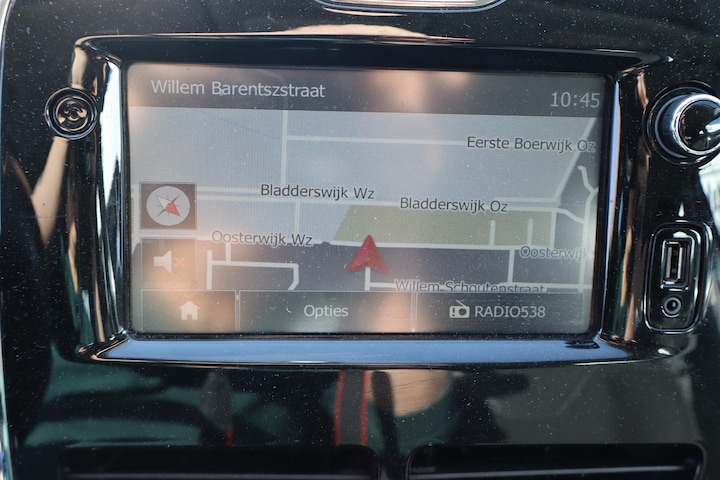 Willem Barentszstraat
10:45
Eerste Boerwijk Oz
Bladderswijk Wz
Bladderswijk Oz
Oosterwijk Wz
Oosterwijk
Willem Schoutenstraat
Opties
RADIO538